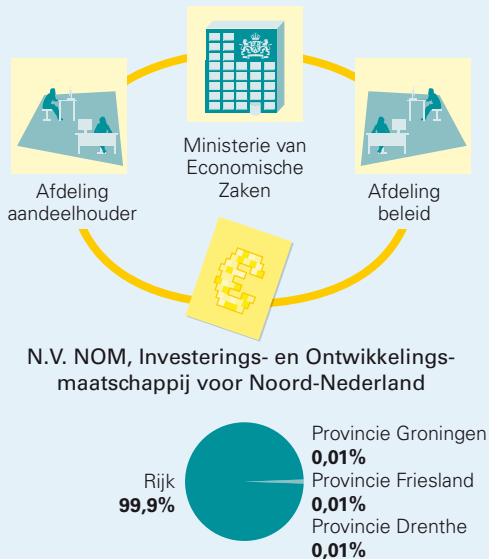 Ministerie van
Economische
Zaken
Afdeling
aandeelhouder
Afdeling
beleid
N.V. NOM, Investerings- en Ontwikkelings-
maatschappij voor Noord-Nederland
Rijk
99,9%
Provincie Groningen
0,01%
Provincie Friesland
0,01%
Provincie Drenthe
0,01%